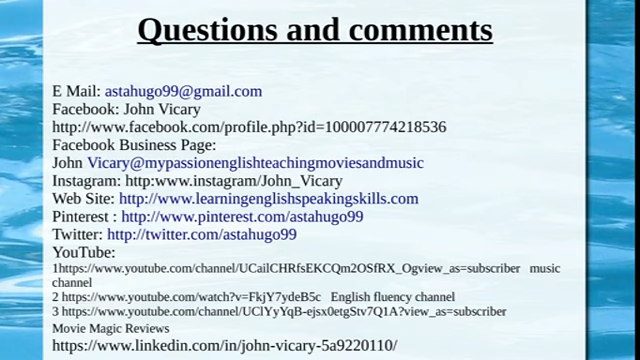 Questions and comments
E Mail: astahugo99@gmail.com
Facebook: John Vicary
http://www.facebook.com/profile.php?id=100007774218536
Facebook Business Page:
John Vicary@mypassionenglishteachingmoviesandmusic
Instagram: http:www.instagram/John_Vicary
Web Site: http://www.learningenglishspeakingskills.com
Pinterest : http://www.pinterest.com/astahugo99
Twitter: http://twitter.com/astahugo99
YouTube:
1https://www.youtube.com/channel/UCailCHRfsEKCQm2OSfRX_Ogview_as=subscriber music
channel
2 https://www.youtube.com/watch?v=FkjY7ydeB5c English fluency channel
3 https://www.youtube.com/channel/UClYyYqB-ejsx0etgStv7Q1A?view_as=subscriber
Movie Magic Reviews
https://www.linkedin.com/in/john-vicary-5a9220110/